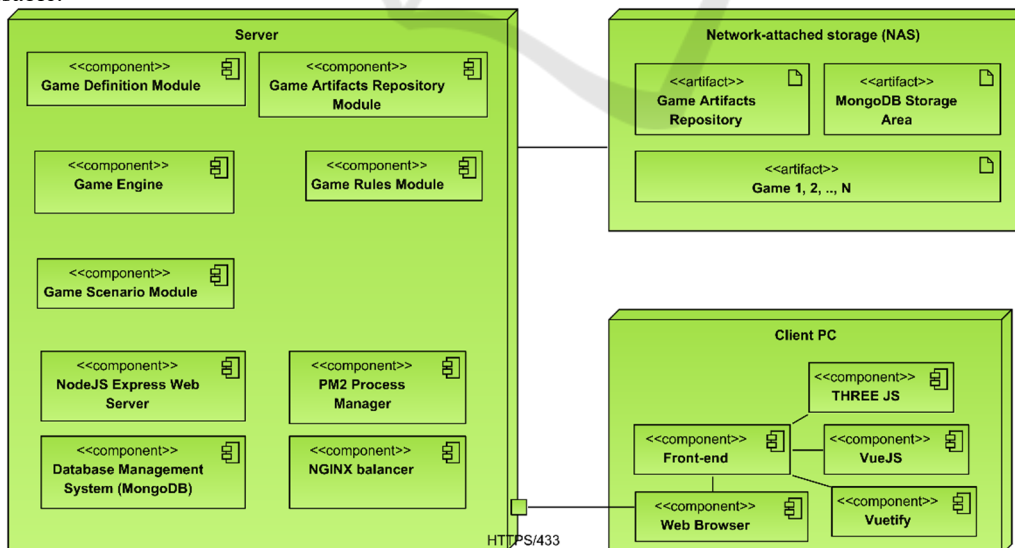 Server
<<component>>
Game Definition Module
<<component>>
Game Artifacts Repository
Module
<<component>>
Game Engine
<<component>>
Game Rules Module
<<component>>
Game Scenario Module
<<component>>
NodeJS Express Web
Server
<<component>>
PM2 Process
Manager
<<component>>
Database Management
System (MongoDB)
<<component>>
NGINX balancer
HTTPS/433
Network-attached storage (NAS)
<<artifact>>
Game Artifacts
Repository
<<artifact>>
MongoDB Storage
Area
<<artifact>>
Game 1, 2, .., N
Client PC
<<component>>
THREE JS
<<component>>
Front-end
<<component>>
VueJS
<<component>>
Web Browser
<<component>>
Vuetify